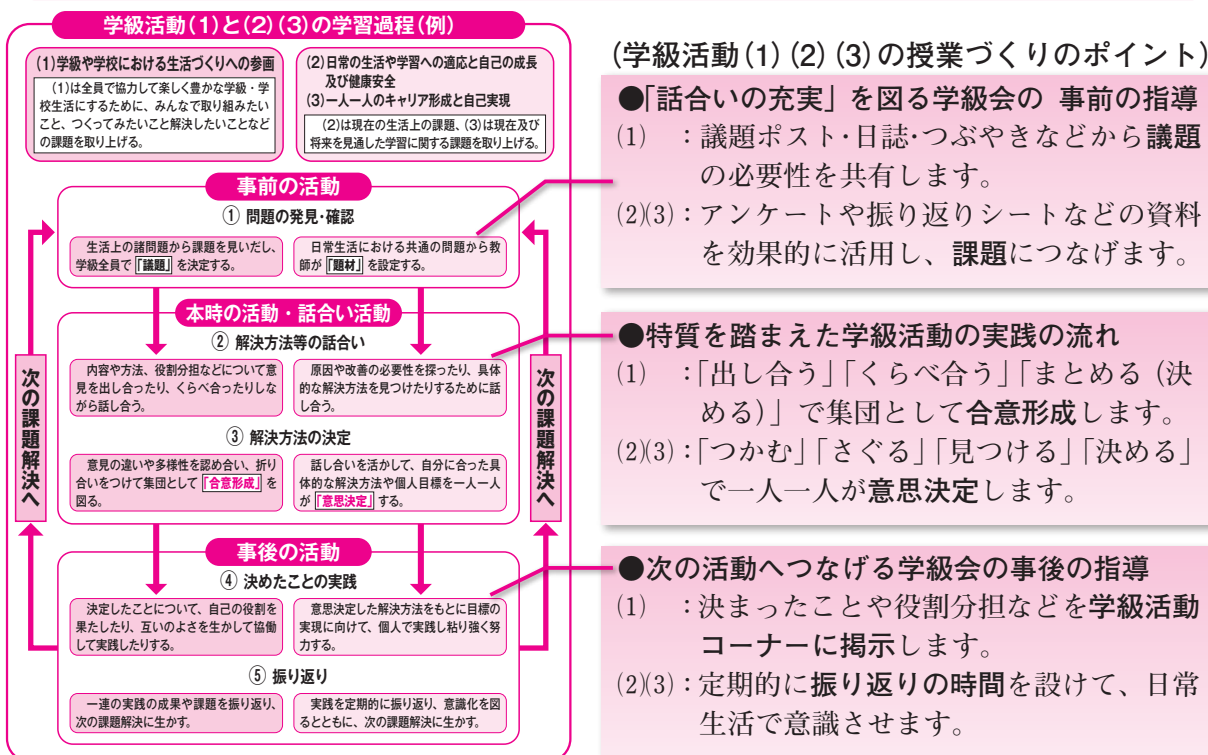 学級活動(1)と(2)(3)の学習過程(例)
(1)学級や学校における生活づくりへの参画
(1)は全員で協力して楽しく豊かな学級・学
校生活にするために、みんなで取り組みたい
こと、つくってみたいこと解決したいことなど
の課題を取り上げる。
(2)日常の生活や学習への適応と自己の成長
及び健康安全
(3)一人一人のキャリア形成と自己実現
(2)は現在の生活上の課題、(3)は現在及び
将来を見通した学習に関する課題を取り上げる。
事前の活動
① 問題の発見・確認
生活上の諸問題から課題を見いだし、
学級全員で「議題」を決定する。
日常生活における共通の問題から教
師が「題材」を設定する。
本時の活動・話合い活動
② 解決方法等の話合い
内容や方法、役割分担などについて意
見を出し合ったり、くらべ合ったりしな
がら話し合う。
原因や改善の必要性を探ったり、具体
的な解決方法を見つけたりするために話
し合う。
③ 解決方法の決定
意見の違いや多様性を認め合い、折り
合いをつけて集団として「合意形成」を
図る。
話し合いを活かして、自分に合った具
体的な解決方法や個人目標を一人一人
が「意思決定」する。
事後の活動
④ 決めたことの実践
決定したことについて、自己の役割を
果たしたり、互いのよさを生かして協働
して実践したりする。
意思決定した解決方法をもとに目標の
実現に向けて、個人で実践し粘り強く努
力する。
⑤ 振り返り
一連の実践の成果や課題を振り返り、
次の課題解決に生かす。
実践を定期的に振り返り、意識化を図
るとともに、次の課題解決に生かす。
次の課題解決へ
次の課題解決へ
(学級活動(1)(2)(3)の授業づくりのポイント)
●「話合いの充実」を図る学級会の 事前の指導
(1) :議題ポスト・日誌・つぶやきなどから議題
の必要性を共有します。
(2)(3):アンケートや振り返りシートなどの資料
を効果的に活用し、課題につなげます。
●特質を踏まえた学級活動の実践の流れ
(1) :「出し合う」「くらべ合う」「まとめる(決
める)」で集団として合意形成します。
(2)(3):「つかむ」「さぐる」「見つける」「決める」
で一人一人が意思決定します。
●次の活動へつなげる学級会の事後の指導
(1) :決まったことや役割分担などを学級活動
コーナーに掲示します。
(2)(3):定期的に振り返りの時間を設けて、日常
生活で意識させます。